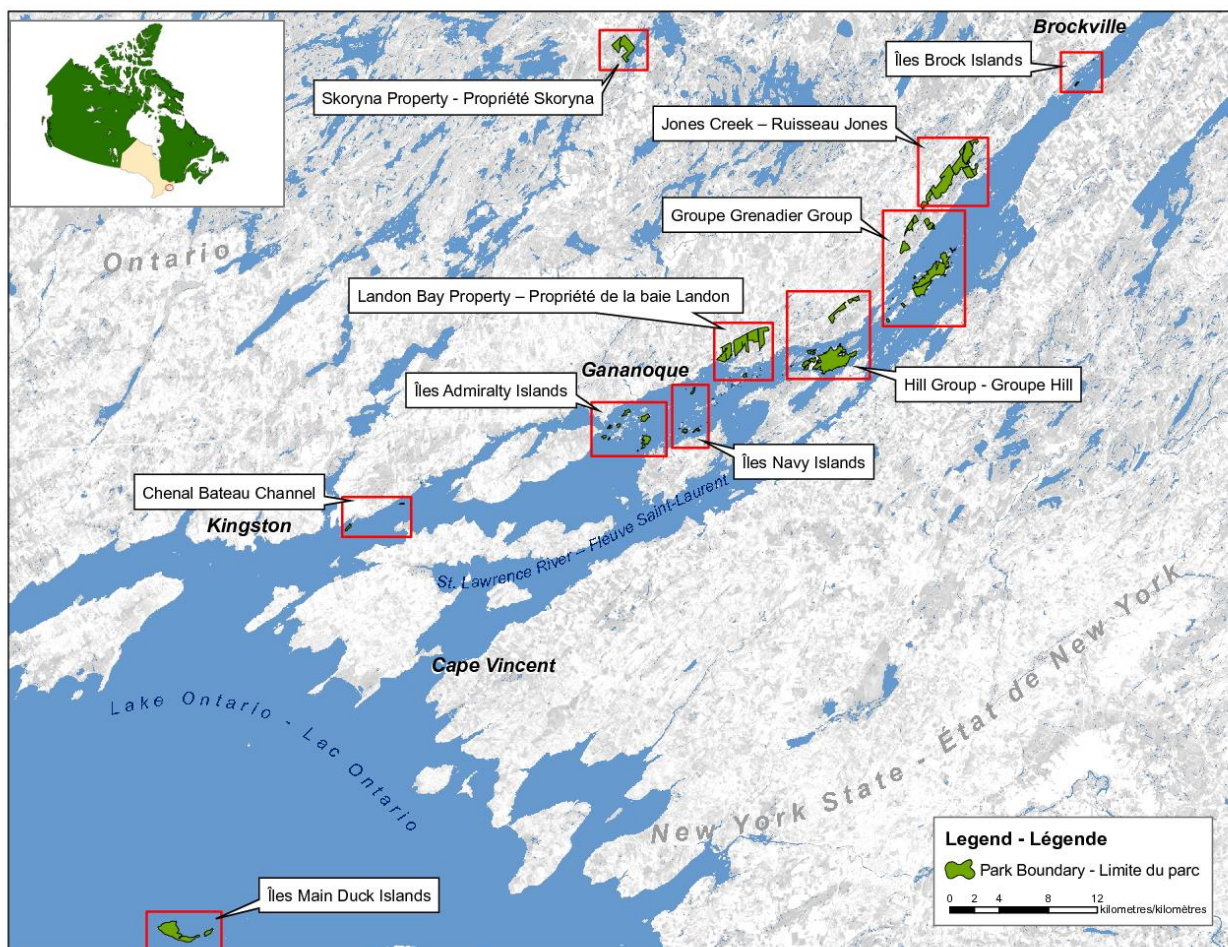 Brockville
Îles Brock Islands
Skoryna Property - Propriété Skoryna
Jones Creek – Ruisseau Jones
Groupe Grenadier Group
Ontario
Landon Bay Property – Propriété de la baie Landon
Gananoque
Îles Admiralty Islands
Hill Group - Groupe Hill
Îles Navy Islands
Chenal Bateau Channel
Kingston
St. Lawrence River – Fleuve Saint-Laurent
Cape Vincent
Lake Ontario - Lac Ontario
New York State - État de New York
Îles Main Duck Islands
Legend - Légende
Park Boundary - Limite du parc
0 2 4 8 12
kilometres/kilomètres